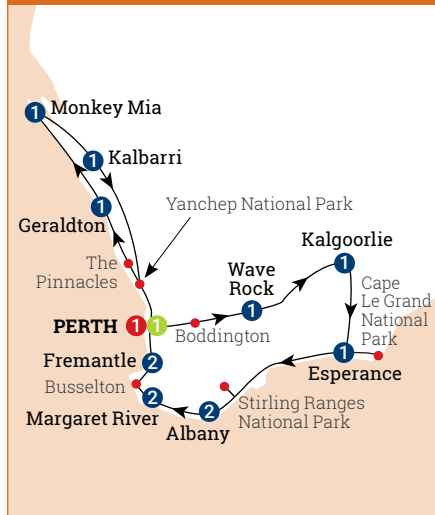 1 Monkey Mia
1 Kalbarri
Yanchep National Park
1
Geraldton
Kalgoorlie
1
The
Pinnacles
Wave
Rock
1
Cape
Le Grand
National
Park
PERTH 1 1
Boddington
Fremantle 2
1
Esperance
Busselton
2
Margaret River
Albany 2
Stirling Ranges
National Park